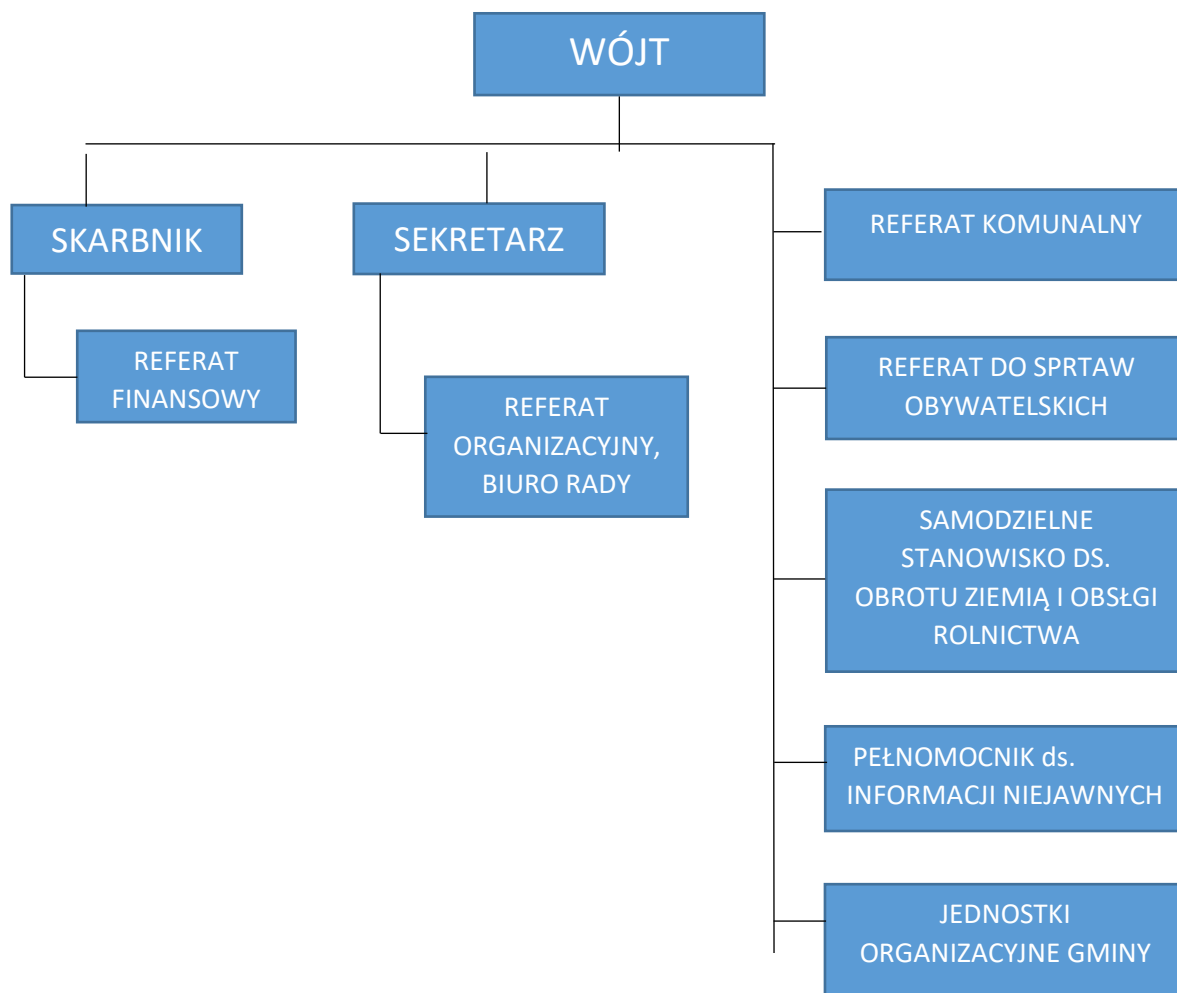 WÓJT
SKARBNIK
REFERAT
FINANSOWY
SEKRETARZ
REFERAT
ORGANIZACYJNY,
BIURO RADY
REFERAT KOMUNALNY
REFERAT DO SPRTAW
OBYWATELSKICH
SAMODZIELNE
STANOWISKO DS.
OBROTU ZIEMIĄ I OBSŁGI
ROLNICTWA
PEŁNOMOCNIK ds.
INFORMACJI NIEJAWNYCH
JEDNOSTKI
ORGANIZACYJNE GMINY